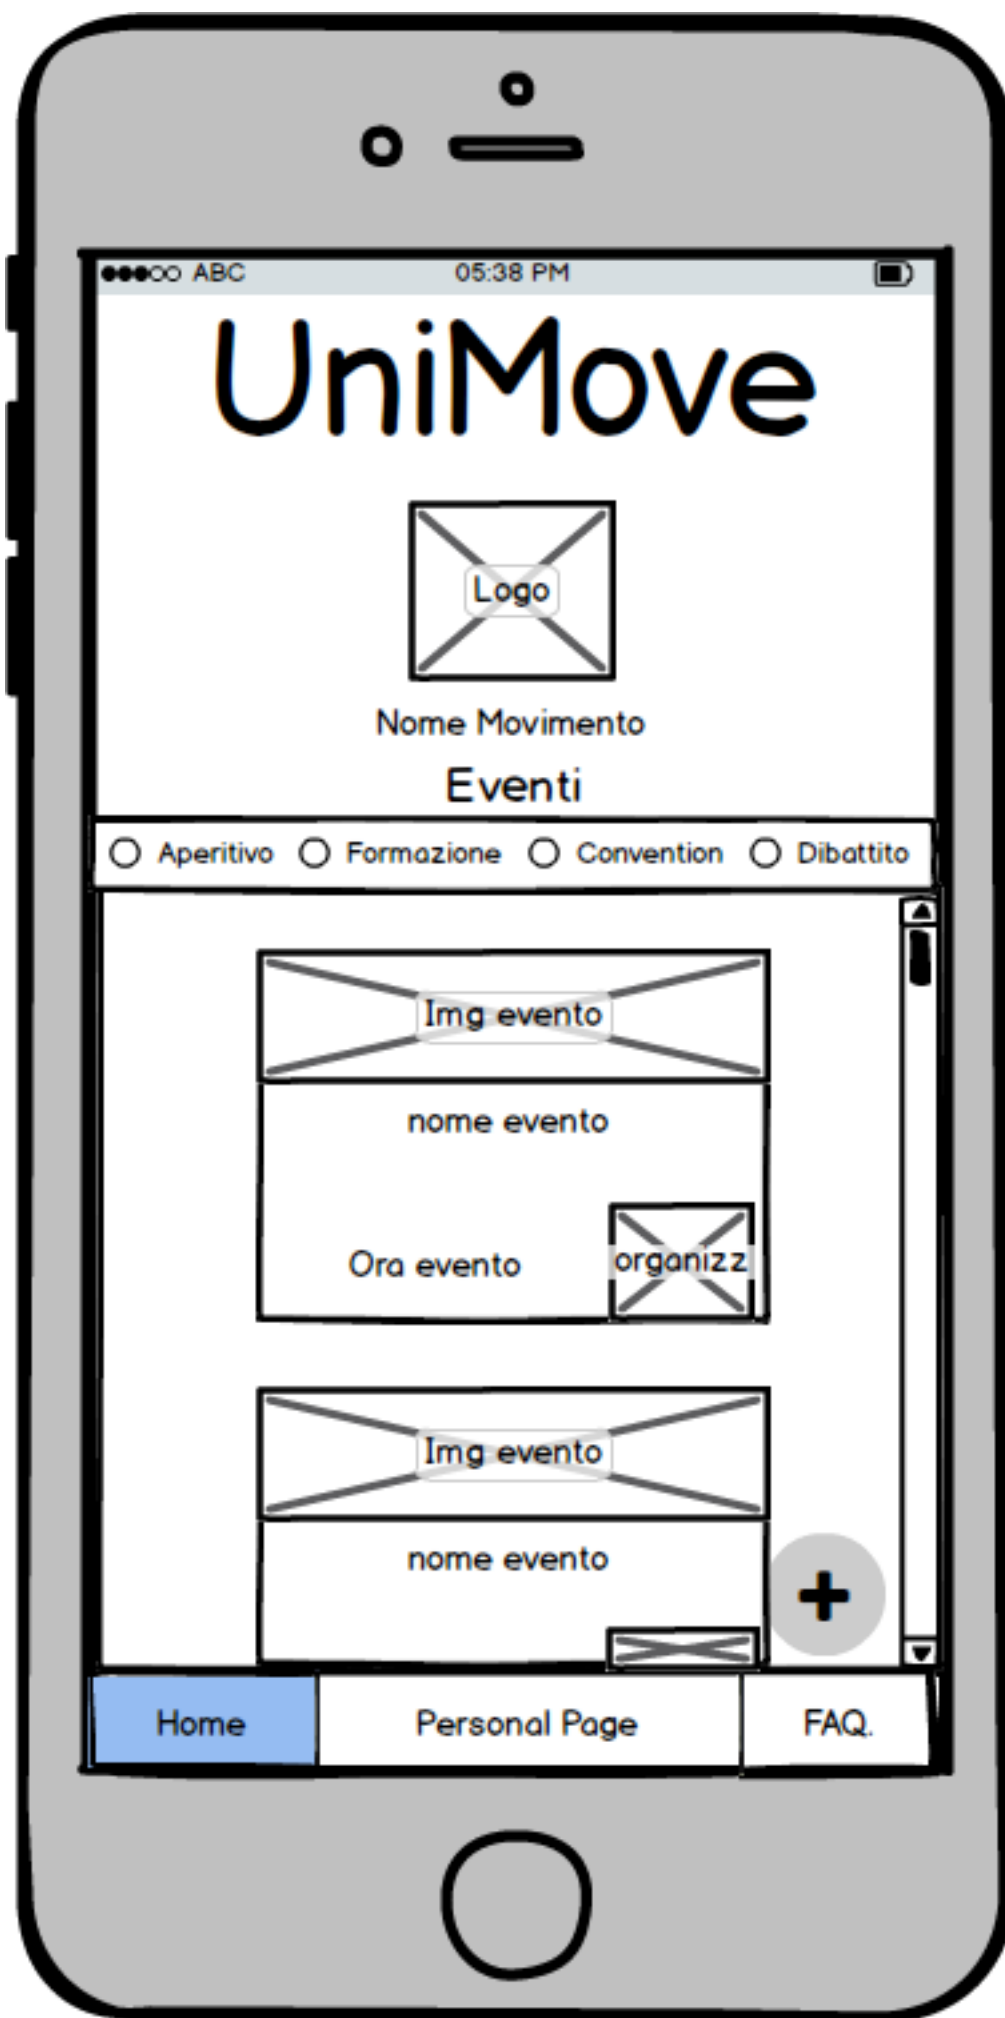 ABC 05:38 PM
UniMove
Logo
Nome Movimento
Eventi
Aperitivo Formazione Convention Dibattito
Img evento
nome evento
Ora evento organizz
Img evento
nome evento
+
Home Personal Page FAQ.